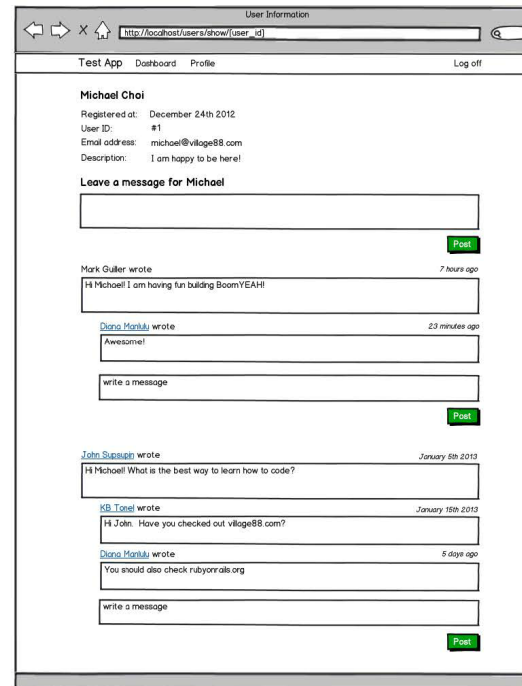 User Information
http://localhost/users/show/[user_id]
Test App Dashboard Profile Log off
Michael Choi
Registered at: December 24th 2012
User ID: #1
Email address: michael@village88.com
Description: I am happy to be here!
Leave a message for Michael
Post
Mark Guller wrote 7 hours ago
Hi Michael! I am having fun building BoomYEAH!
Diana Manlulu wrote 23 minutes ago
Awesome!
write a message
Post
John Supsupin wrote January 5th 2013
Hi Michael! What is the best way to learn how to code?
KB Tonel wrote January 15th 2013
Hi John. Have you checked out village88.com?
Diana Manlulu wrote 5 days ago
You should also check rubyonrails.org
write a message
Post